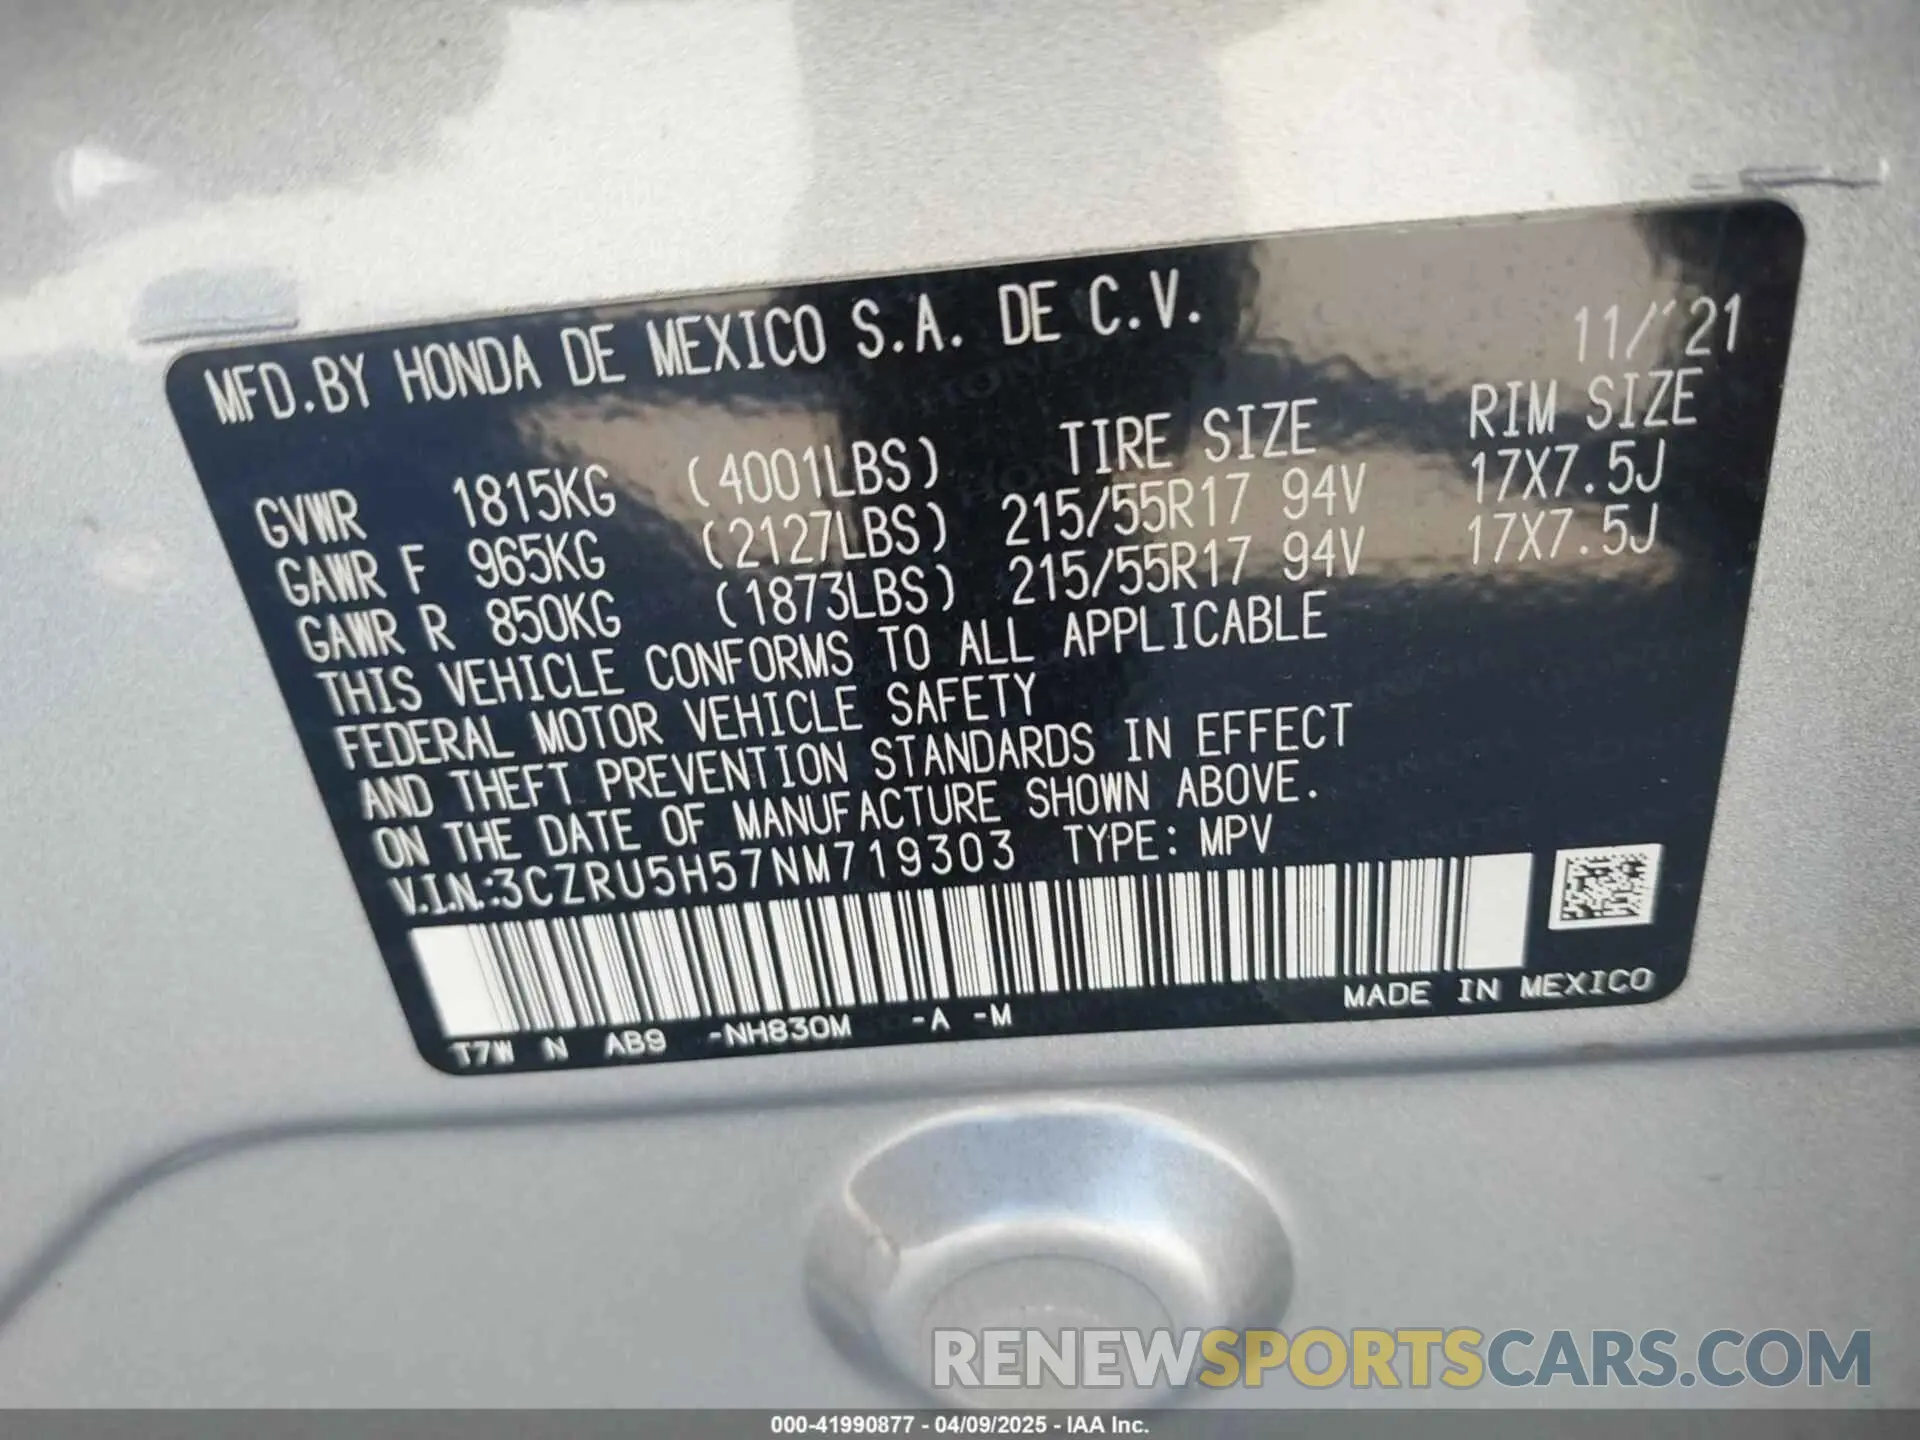 MFD.BY HONDA DE MEXICO S.A. DE C.V. 11/'21
TIRE SIZE RIM SIZE
GVWR 1815KG (4001LBS)
GAWR F 965KG (2127LBS) 215/55R17 94V 17X7.5J
GAWR R 850KG (1873LBS) 215/55R17 94V 17X7.5J
THIS VEHICLE CONFORMS TO ALL APPLICABLE
FEDERAL MOTOR VEHICLE SAFETY
AND THEFT PREVENTION STANDARDS IN EFFECT
ON THE DATE OF MANUFACTURE SHOWN ABOVE.
V.I.N.:3CZRU5H57NM719303 TYPE: MPV
T7W N AB9 -NH830M -A -M MADE IN MEXICO
RENEWSPORTSCARS.COM
000-41990877 - 04/09/2025 - IAA Inc.